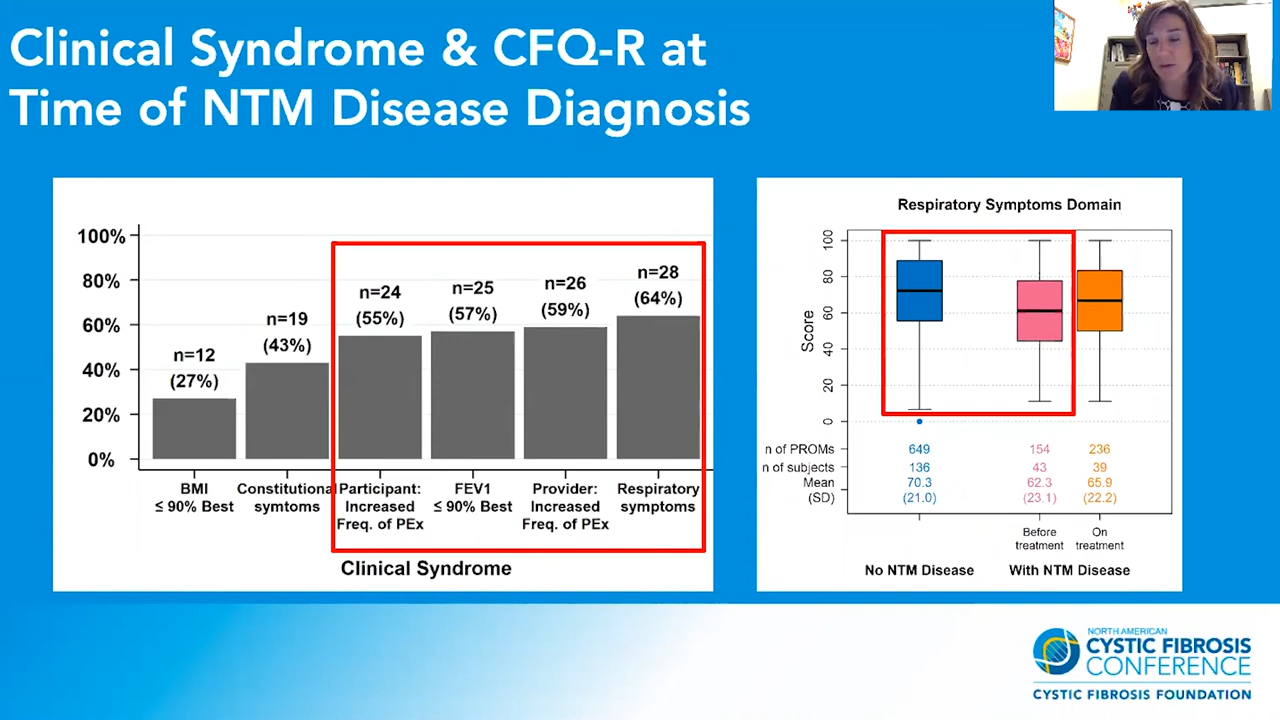 Clinical Syndrome & CFQ-R at
Time of NTM Disease Diagnosis
100%
80%
60%
40%
20%
0%
n=12
(27%)
n=19
(43%)
n=24
(55%)
n=25
(57%)
n=26
(59%)
n=28
(64%)
BMI
≤ 90% Best
Constitutional
symtoms
Participant:
Increased
Freq. of PEx
FEV1
≤ 90% Best
Provider:
Increased
Freq. of PEx
Respiratory
symptoms
Clinical Syndrome
Respiratory Symptoms Domain
Score
100
80
60
40
20
0
n of PROMs 649 154 236
n of subjects 136 43 39
Mean 70.3 62.3 65.9
(SD) (21.0) (23.1) (22.2)
Before
treatment
On
treatment
No NTM Disease With NTM Disease
NORTH AMERICAN
CYSTIC FIBROSIS
CONFERENCE
CYSTIC FIBROSIS FOUNDATION